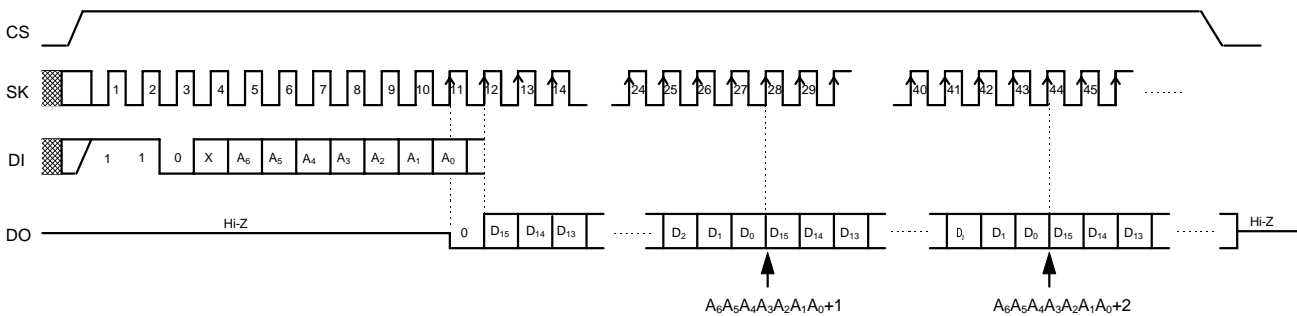 CS
SK 1 2 3 4 5 6 7 8 9 10 11 12 13 14 24 25 26 27 28 29 40 41 42 43 44 45
DI 1 1 0 X A₆ A₅ A₄ A₃ A₂ A₁ A₀
DO Hi-Z 0 D₁₅ D₁₄ D₁₃ D₂ D₁ D₀ D₁₅ D₁₄ D₁₃ D₁ D₀ D₁₅ D₁₄ D₁₃ Hi-Z
A₆A₅A₄A₃A₂A₁A₀+1 A₆A₅A₄A₃A₂A₁A₀+2